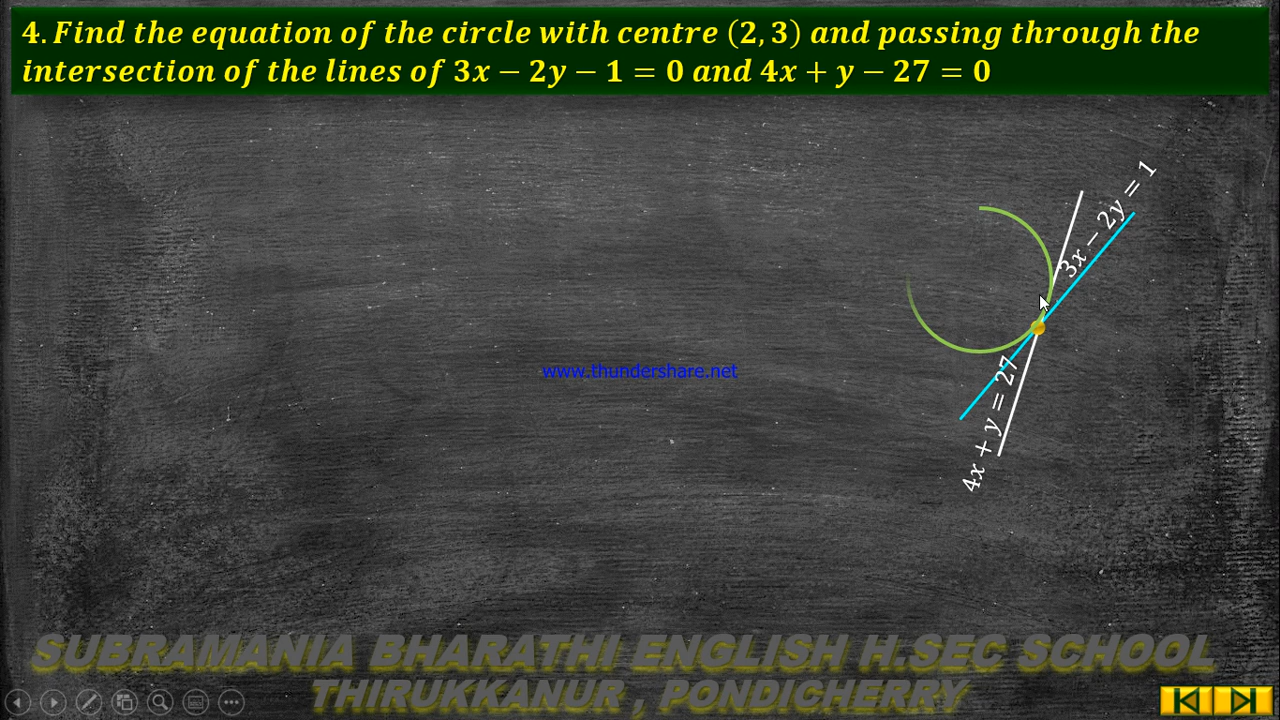 4. Find the equation of the circle with centre (2, 3) and passing through the
intersection of the lines of 3x − 2y − 1 = 0 and 4x + y − 27 = 0
3x − 2y = 1
4x + y = 27
www.thundershare.net
SUBRAMANIA BHARATHI ENGLISH H.SEC SCHOOL
THIRUKKANUR , PONDICHERRY